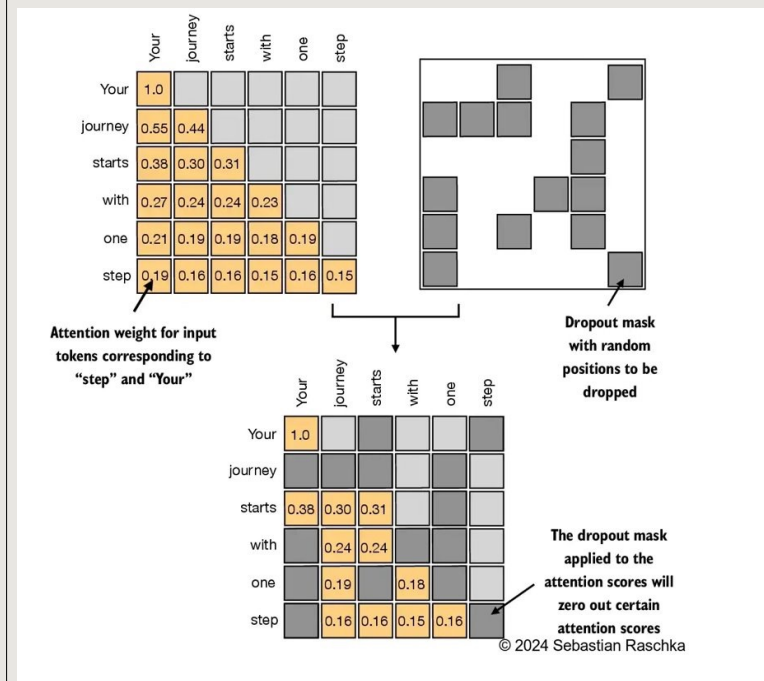 Your journey starts with one step
Your 1.0
journey 0.55 0.44
starts 0.38 0.30 0.31
with 0.27 0.24 0.24 0.23
one 0.21 0.19 0.19 0.18 0.19
step 0.19 0.16 0.16 0.15 0.16 0.15
Attention weight for input
tokens corresponding to
“step” and “Your”
Dropout mask
with random
positions to be
dropped
Your journey starts with one step
Your 1.0
journey
starts 0.38 0.30 0.31
with 0.24 0.24
one 0.19 0.18
step 0.16 0.16 0.15 0.16
The dropout mask
applied to the
attention scores will
zero out certain
attention scores
© 2024 Sebastian Raschka